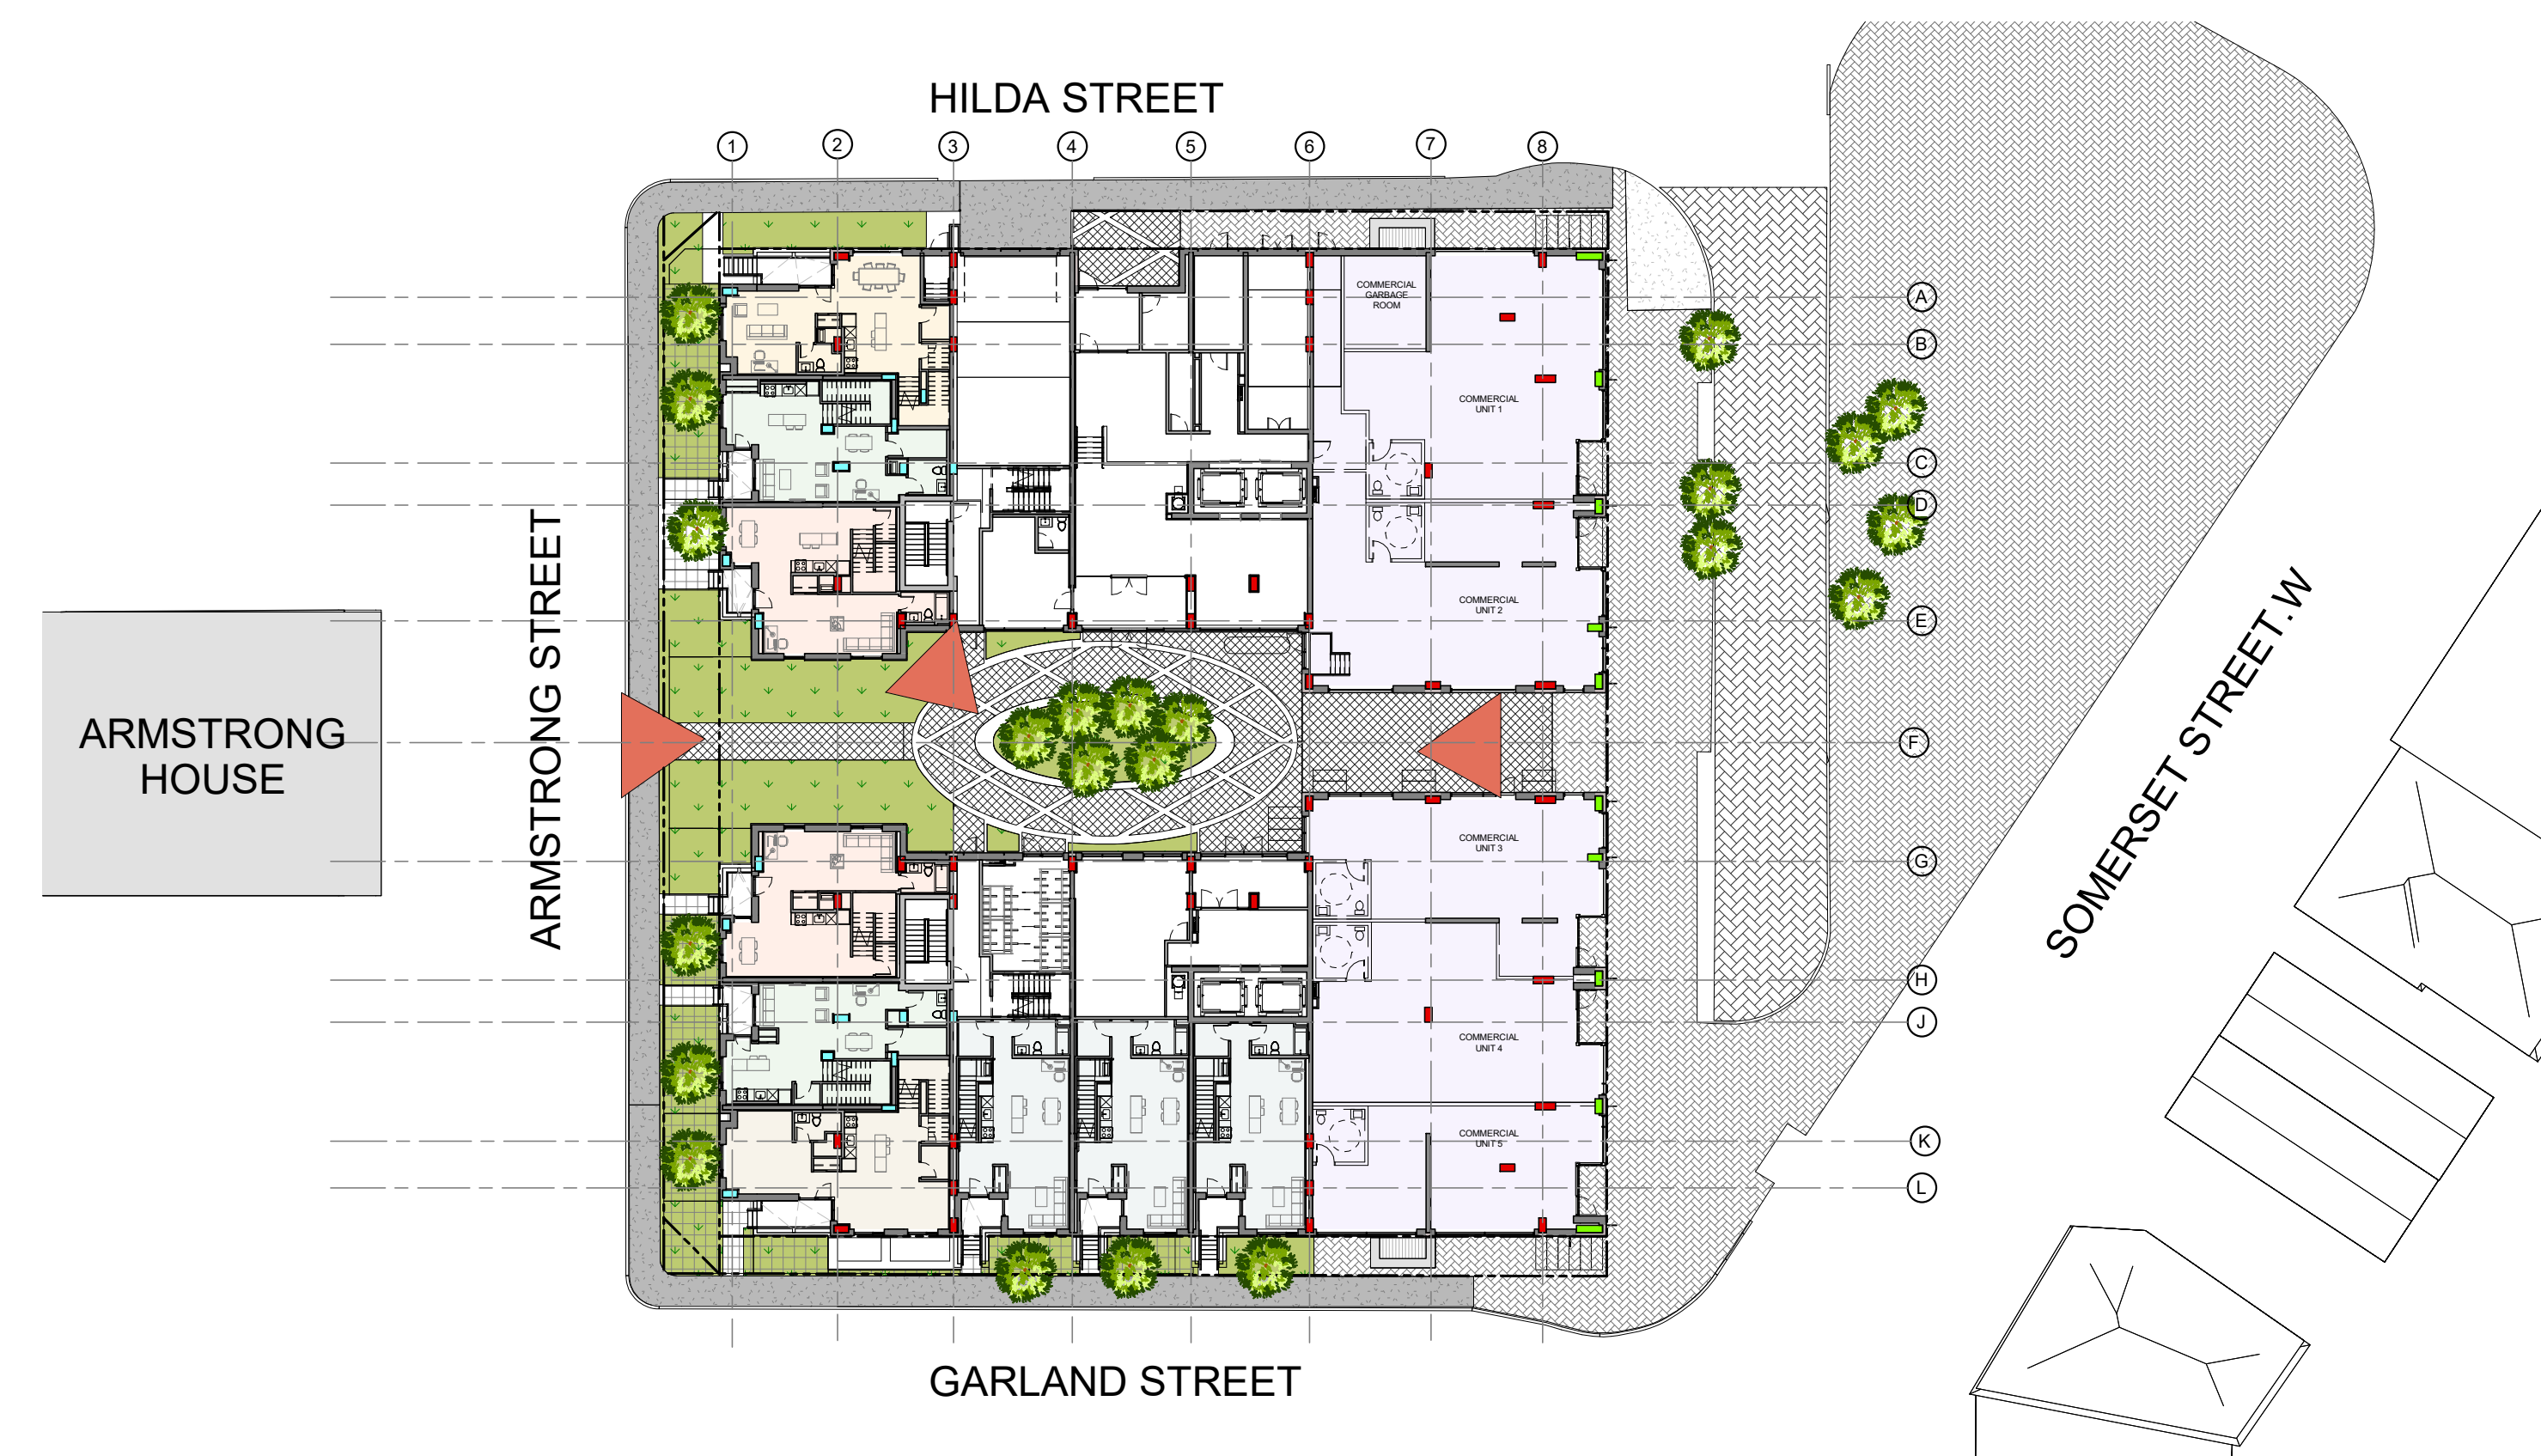 HILDA STREET
1
2
3
4
5
6
7
8
COMMERCIAL
GARBAGE
ROOM
A
B
COMMERCIAL
UNIT 1
C
D
COMMERCIAL
UNIT 2
E
ARMSTRONG STREET
SOMERSET STREET.W
ARMSTRONG
HOUSE
F
COMMERCIAL
UNIT 3
G
H
J
COMMERCIAL
UNIT 4
COMMERCIAL
UNIT 5
K
L
GARLAND STREET